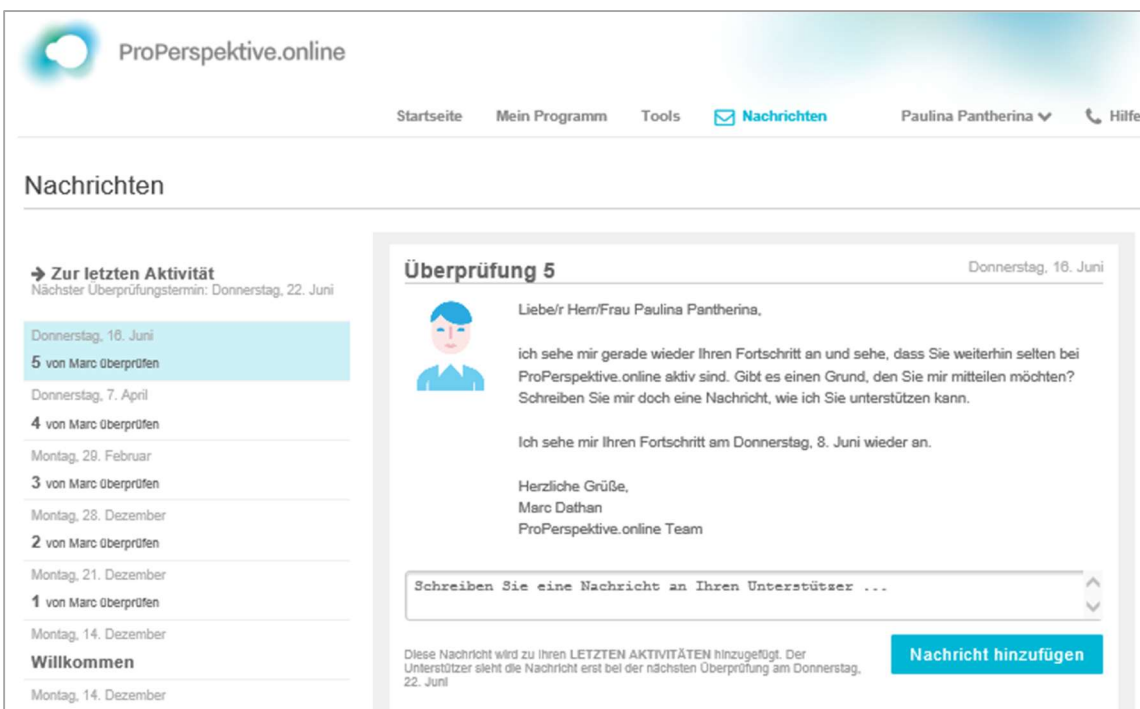 ProPerspektive.online
Startseite Mein Programm Tools Nachrichten Paulina Pantherina Hilfe
Nachrichten
Zur letzten Aktivität
Nächster Überprüfungstermin: Donnerstag, 22. Juni
Donnerstag, 16. Juni
5 von Marc überprüfen
Donnerstag, 7. April
4 von Marc überprüfen
Montag, 29. Februar
3 von Marc überprüfen
Montag, 28. Dezember
2 von Marc überprüfen
Montag, 21. Dezember
1 von Marc überprüfen
Montag, 14. Dezember
Willkommen
Montag, 14. Dezember
Überprüfung 5 Donnerstag, 16. Juni
Liebe/r Herr/Frau Paulina Pantherina,
ich sehe mir gerade wieder Ihren Fortschritt an und sehe, dass Sie weiterhin selten bei
ProPerspektive.online aktiv sind. Gibt es einen Grund, den Sie mir mitteilen möchten?
Schreiben Sie mir doch eine Nachricht, wie ich Sie unterstützen kann.
Ich sehe mir Ihren Fortschritt am Donnerstag, 8. Juni wieder an.
Herzliche Grüße,
Marc Dathan
ProPerspektive.online Team
Schreiben Sie eine Nachricht an Ihren Unterstützer ...
Diese Nachricht wird zu Ihren LETZTEN AKTIVITÄTEN hinzugefügt. Der
Unterstützer sieht die Nachricht erst bei der nächsten Überprüfung am Donnerstag,
22. Juni
Nachricht hinzufügen